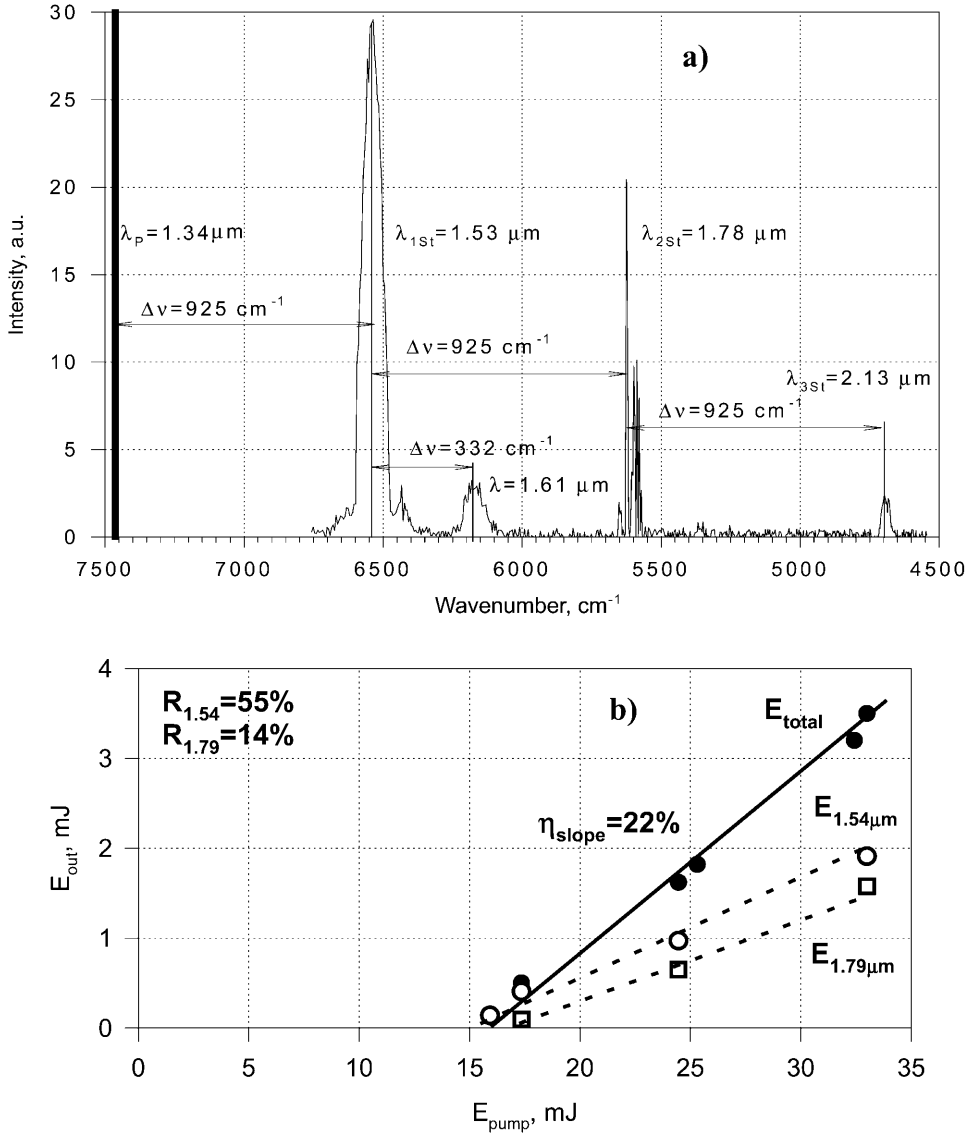 30
25
20
15
10
5
0
Intensity, a.u.
a)
λP=1.34μm
λ1St=1.53 μm
λ2St=1.78 μm
Δν=925 cm-1
Δν=925 cm-1
λ3St=2.13 μm
Δν=925 cm-1
Δν=332 cm-1
λ=1.61 μm
7500 7000 6500 6000 5500 5000 4500
Wavenumber, cm-1
4
3
2
1
0
Eout, mJ
R1.54=55%
R1.79=14%
b)
Etotal
ηslope=22%
E1.54μm
E1.79μm
0 5 10 15 20 25 30 35
Epump, mJ